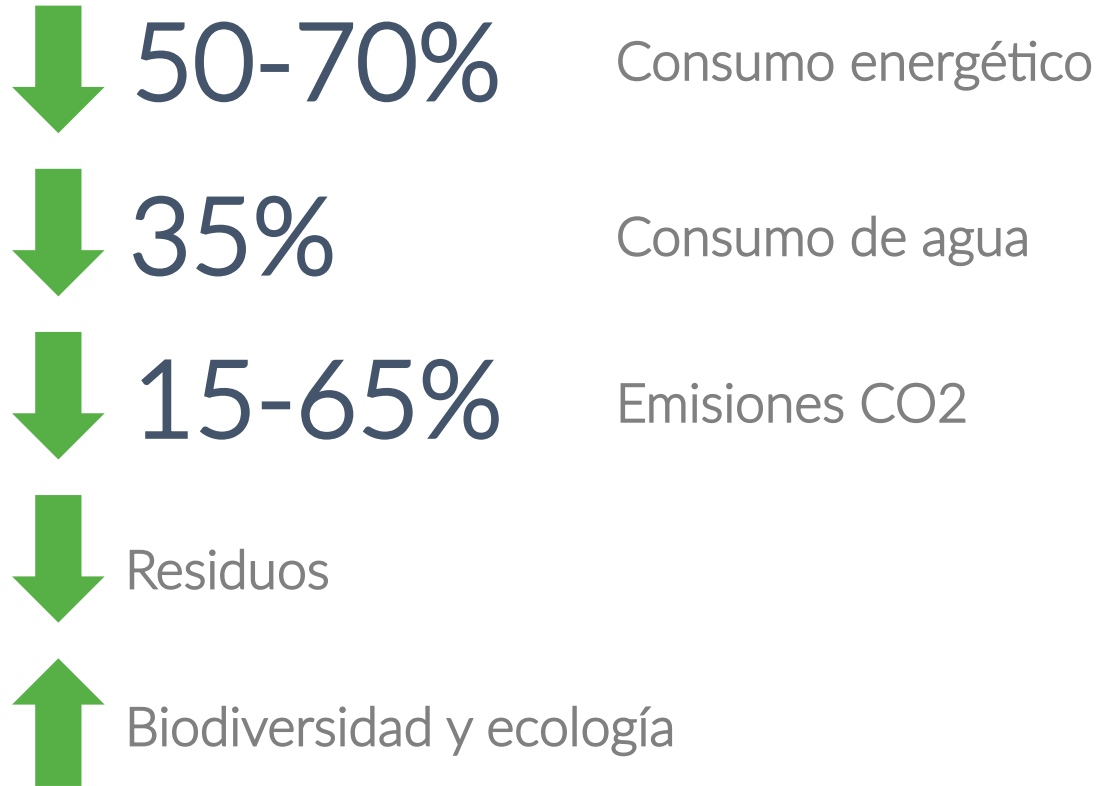 50-70% Consumo energético
35% Consumo de agua
15-65% Emisiones CO2
Residuos
Biodiversidad y ecología